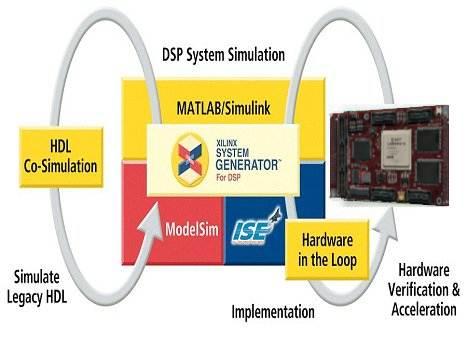 DSP System Simulation
MATLAB/Simulink
HDL
Co-Simulation
XILINX
SYSTEM
GENERATOR™
For DSP
ModelSim
ISE
Hardware
in the Loop
Simulate
Legacy HDL
Implementation
Hardware
Verification &
Acceleration